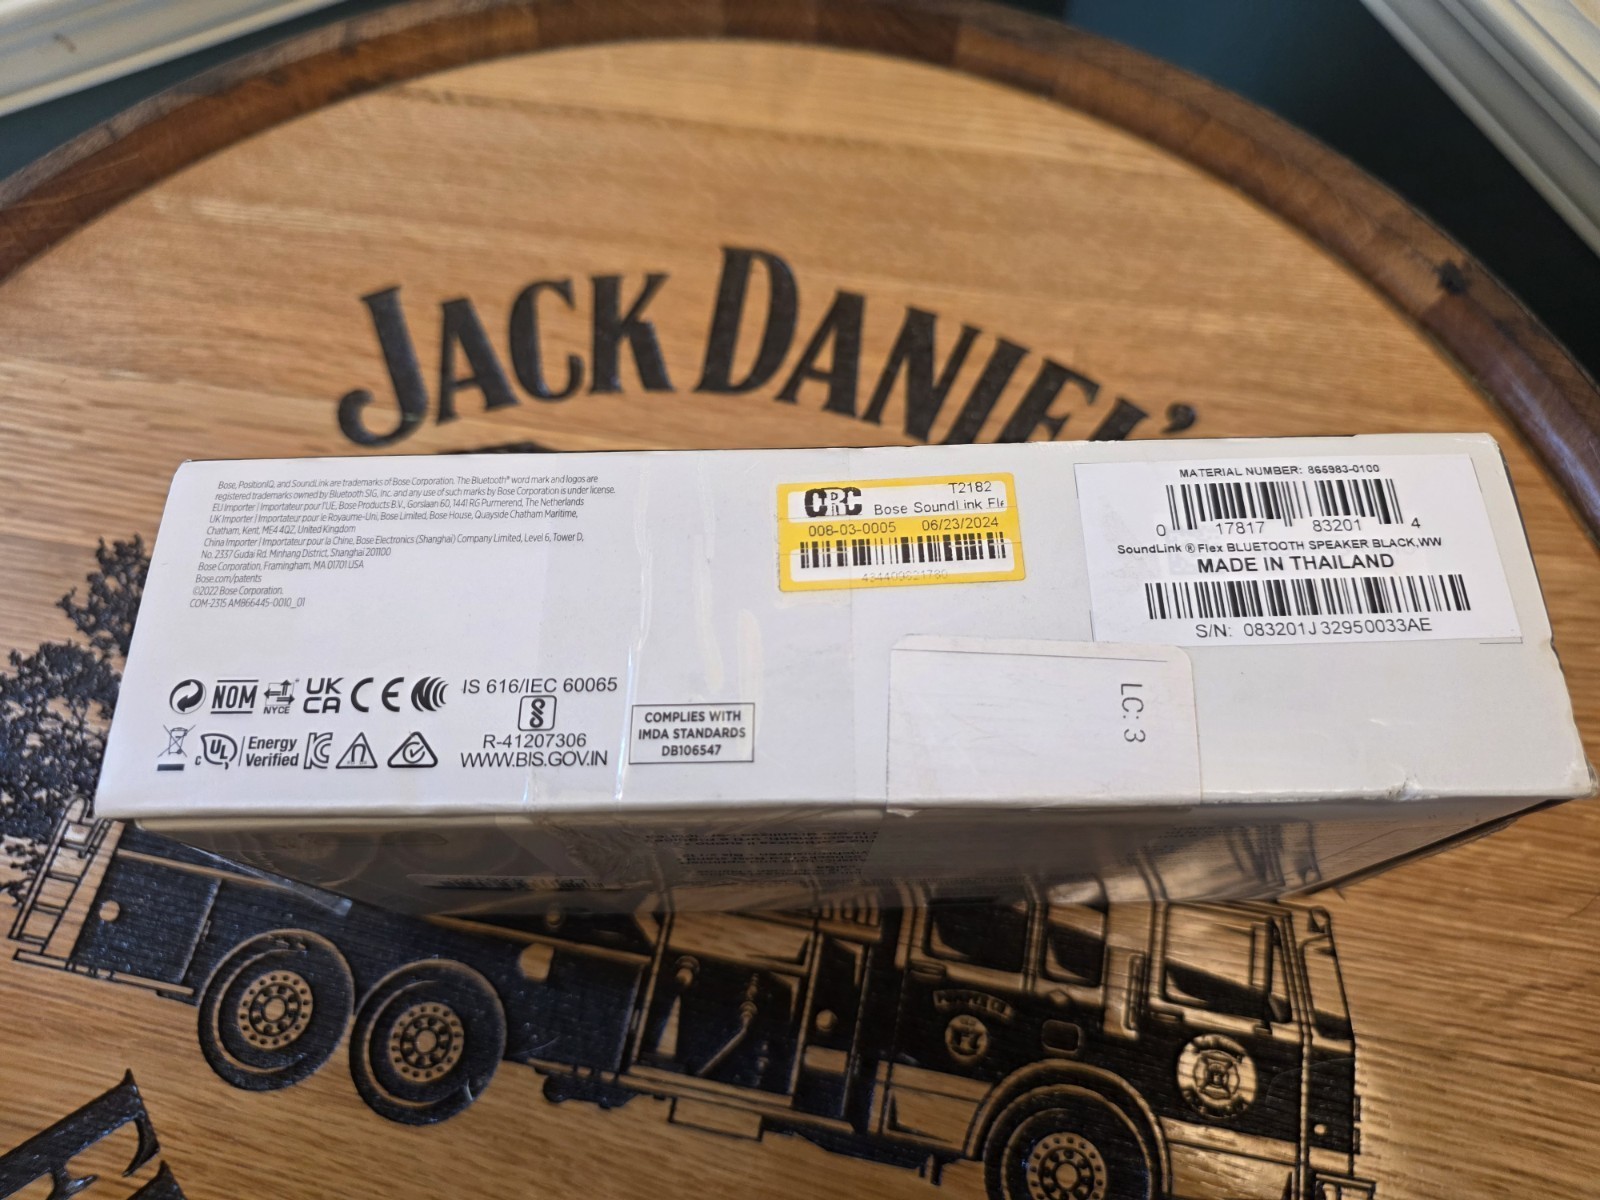 JACK DANIEL'
Bose, PositionIQ, and SoundLink are trademarks of Bose Corporation. The Bluetooth® word mark and logos are
registered trademarks owned by Bluetooth SIG, Inc. and any use of such marks by Bose Corporation is under license.
EU Importer | Importateur pour l'UE, Bose Products B.V., Gorslaan 60, 1441 RG Purmerend, The Netherlands
UK Importer | Importateur pour le Royaume-Uni, Bose Limited, Bose House, Quayside Chatham Maritime,
Chatham, Kent, ME4 4QZ, United Kingdom
China Importer | Importateur pour la Chine, Bose Electronics (Shanghai) Company Limited, Level 6, Tower D,
No. 2337 Gudai Rd. Minhang District, Shanghai 201100
Bose Corporation, Framingham, MA 01701 USA
Bose.com/patents
©2022 Bose Corporation.
COM-2315 AM866445-0010_01
NOM
NYCE
UK
CA
CE
IS 616/IEC 60065
R-41207306
WWW.BIS.GOV.IN
c UL Energy
Verified
COMPLIES WITH
IMDA STANDARDS
DB106547
CRC
T2182
Bose SoundLink Fle
008-03-0005 06/23/2024
434400621780
MATERIAL NUMBER: 865983-0100
0 17817 83201 4
SoundLink ® Flex BLUETOOTH SPEAKER BLACK,WW
MADE IN THAILAND
S/N: 083201J32950033AE
LC: 3